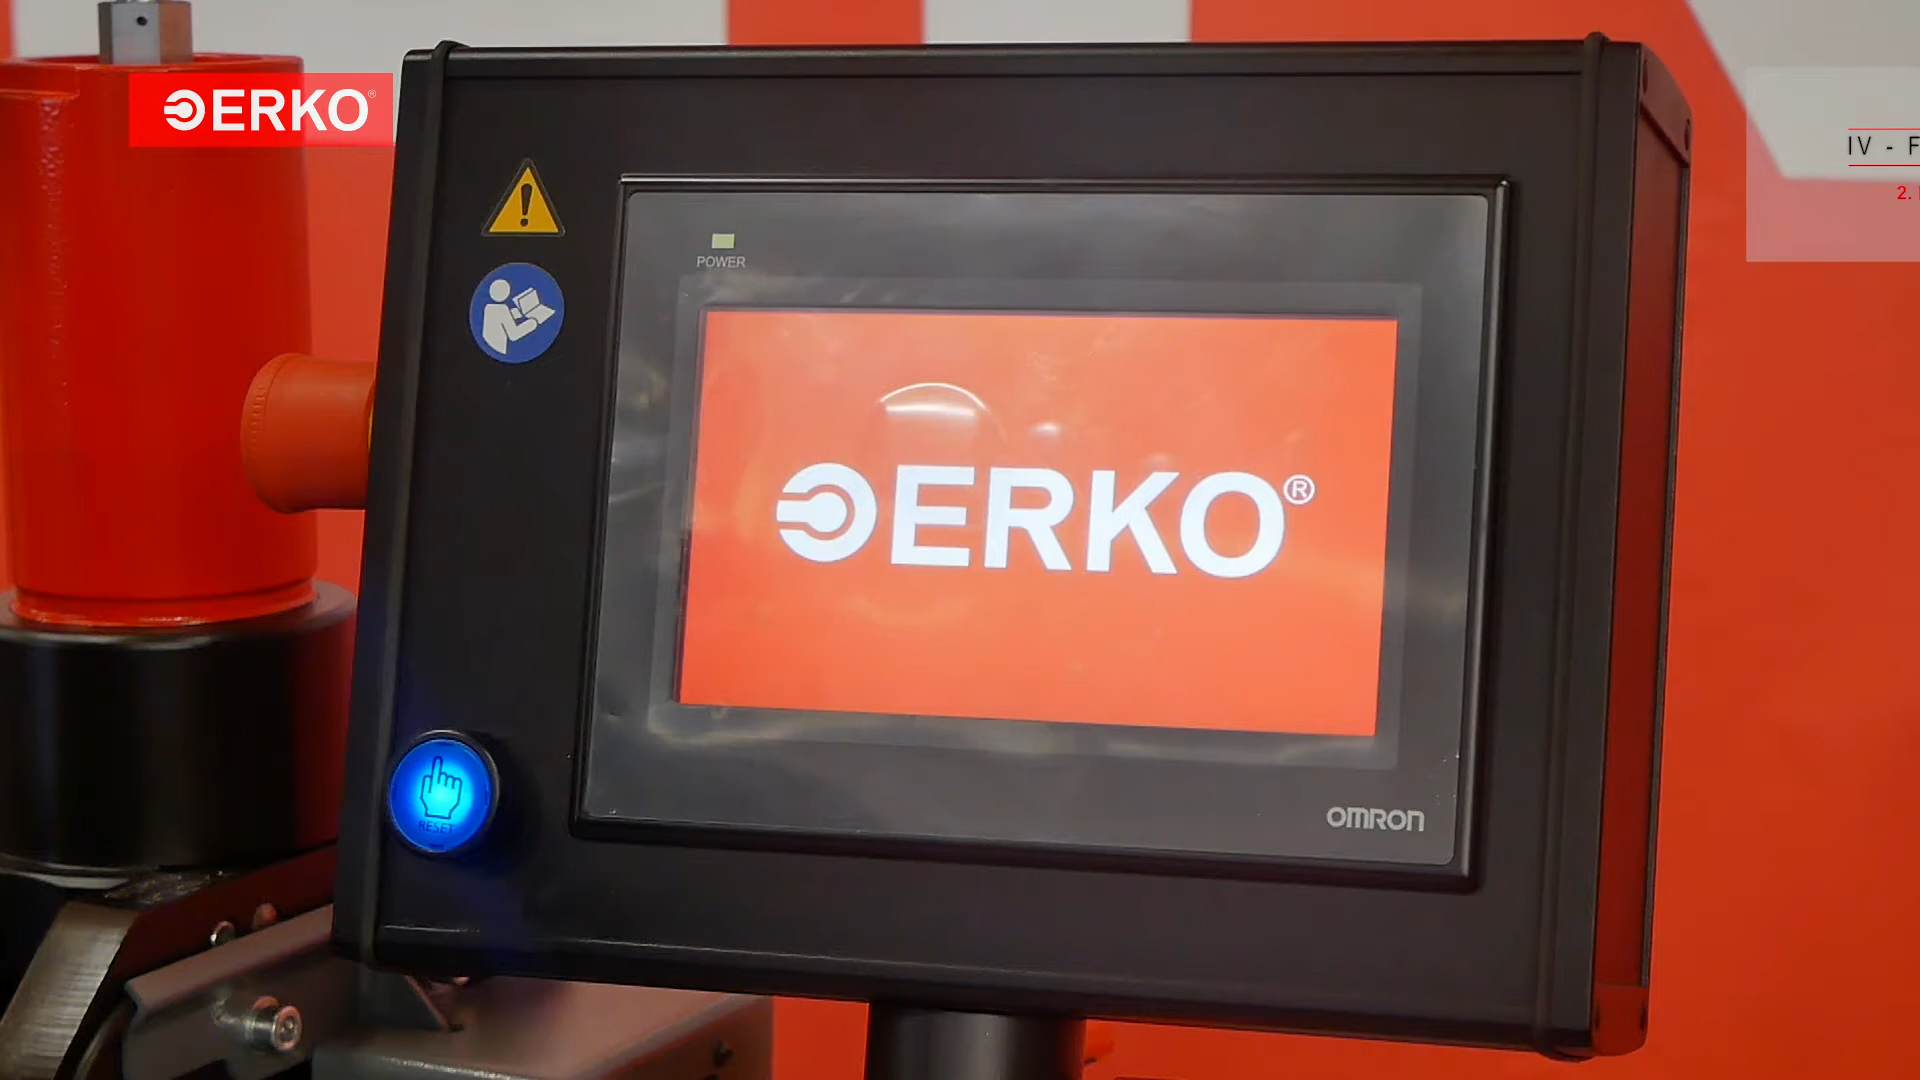 ERKO®
IV - F
2.
POWER
ERKO®
RESET
OMRON